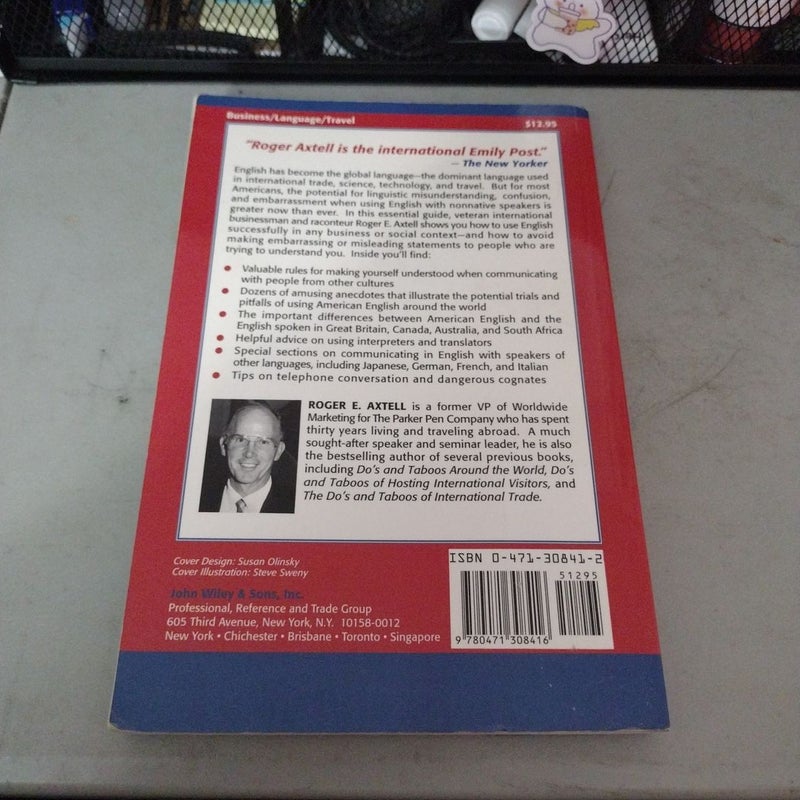 Business/Language/Travel
$12.95
"Roger Axtell is the international Emily Post."
— The New Yorker
English has become the global language—the dominant language used
in international trade, science, technology, and travel. But for most
Americans, the potential for linguistic misunderstanding, confusion,
and embarrassment when using English with nonnative speakers is
greater now than ever. In this essential guide, veteran international
businessman and raconteur Roger E. Axtell shows you how to use English
successfully in any business or social context—and how to avoid
making embarrassing or misleading statements to people who are
trying to understand you. Inside you'll find:
• Valuable rules for making yourself understood when communicating
with people from other cultures
• Dozens of amusing anecdotes that illustrate the potential trials and
pitfalls of using American English around the world
• The important differences between American English and the
English spoken in Great Britain, Canada, Australia, and South Africa
• Helpful advice on using interpreters and translators
• Special sections on communicating in English with speakers of
other languages, including Japanese, German, French, and Italian
• Tips on telephone conversation and dangerous cognates
ROGER E. AXTELL is a former VP of Worldwide
Marketing for The Parker Pen Company who has spent
thirty years living and traveling abroad. A much
sought-after speaker and seminar leader, he is also
the bestselling author of several previous books,
including Do's and Taboos Around the World, Do's
and Taboos of Hosting International Visitors, and
The Do's and Taboos of International Trade.
Cover Design: Susan Olinsky
Cover Illustration: Steve Sweny
John Wiley & Sons, Inc.
Professional, Reference and Trade Group
605 Third Avenue, New York, N.Y. 10158-0012
New York • Chichester • Brisbane • Toronto • Singapore
ISBN 0-471-30841-2
51295
9 780471 308416